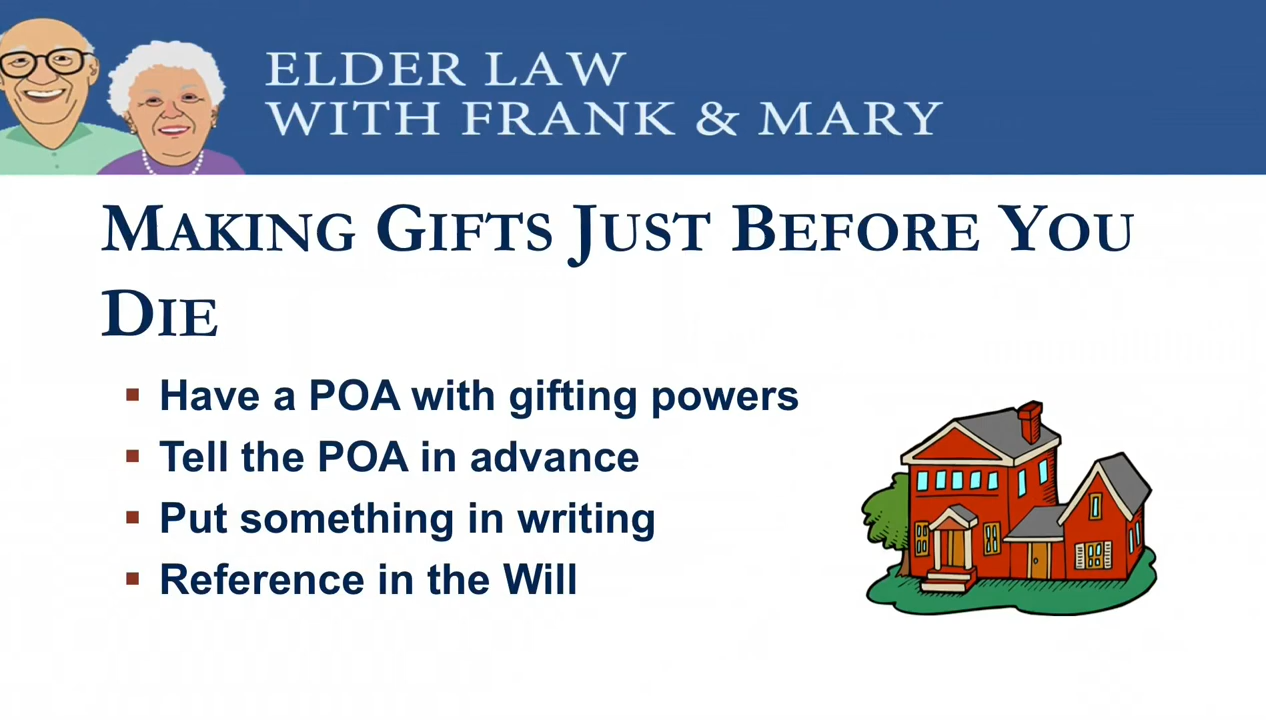 ELDER LAW
WITH FRANK & MARY
MAKING GIFTS JUST BEFORE YOU
DIE
Have a POA with gifting powers
Tell the POA in advance
Put something in writing
Reference in the Will